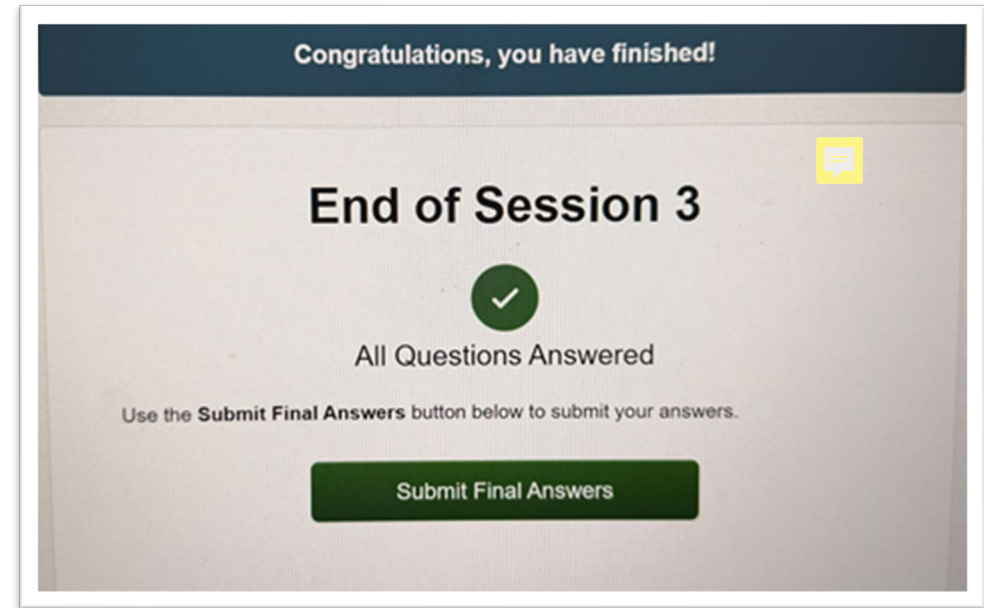 Congratulations, you have finished!
End of Session 3
All Questions Answered
Use the Submit Final Answers button below to submit your answers.
Submit Final Answers